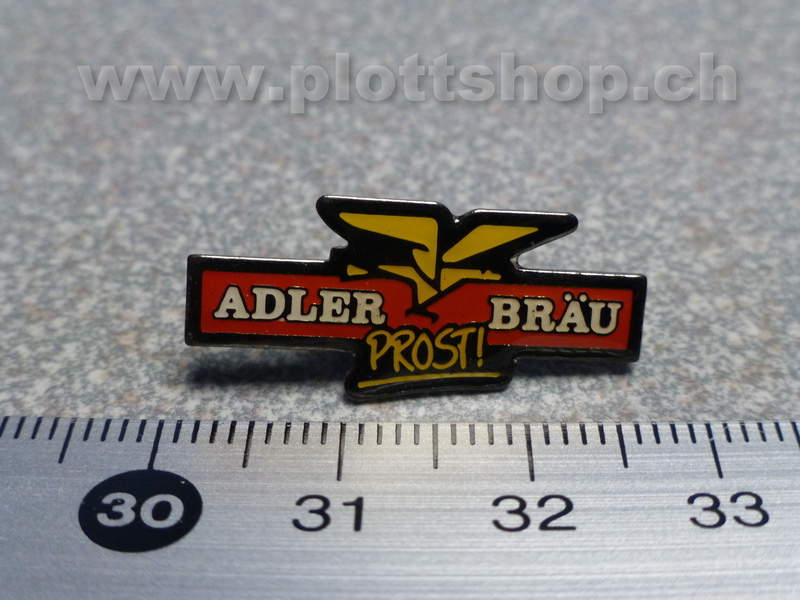 www.plottshop.ch
ADLER BRÄU
PROST!
30 31 32 33